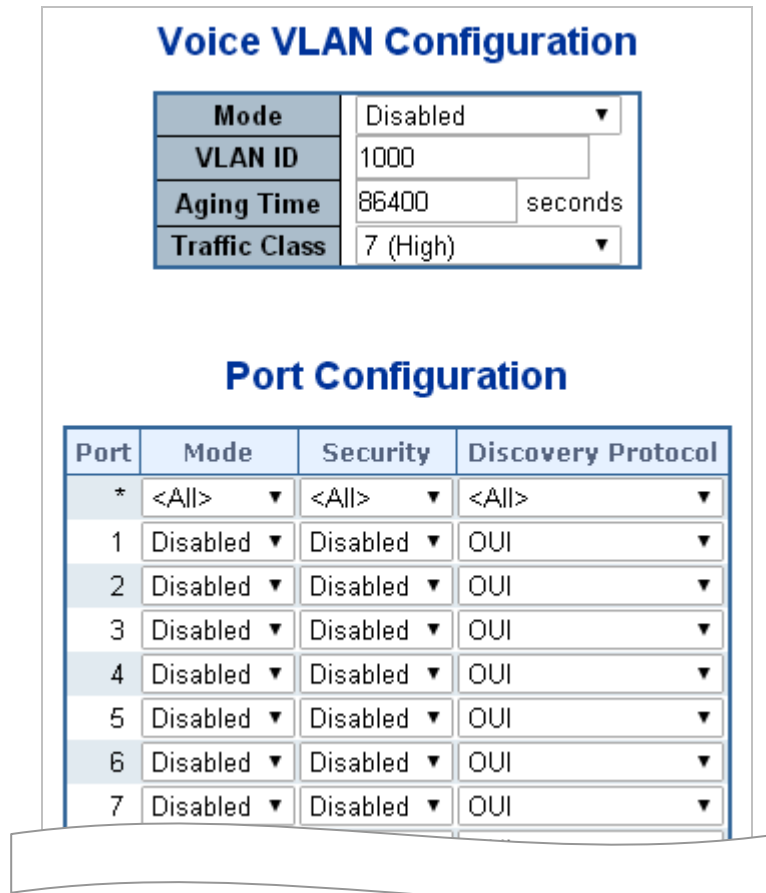 Voice VLAN Configuration
Mode Disabled
VLAN ID 1000
Aging Time 86400 seconds
Traffic Class 7 (High)
Port Configuration
Port Mode Security Discovery Protocol
* <All> <All> <All>
1 Disabled Disabled OUI
2 Disabled Disabled OUI
3 Disabled Disabled OUI
4 Disabled Disabled OUI
5 Disabled Disabled OUI
6 Disabled Disabled OUI
7 Disabled Disabled OUI